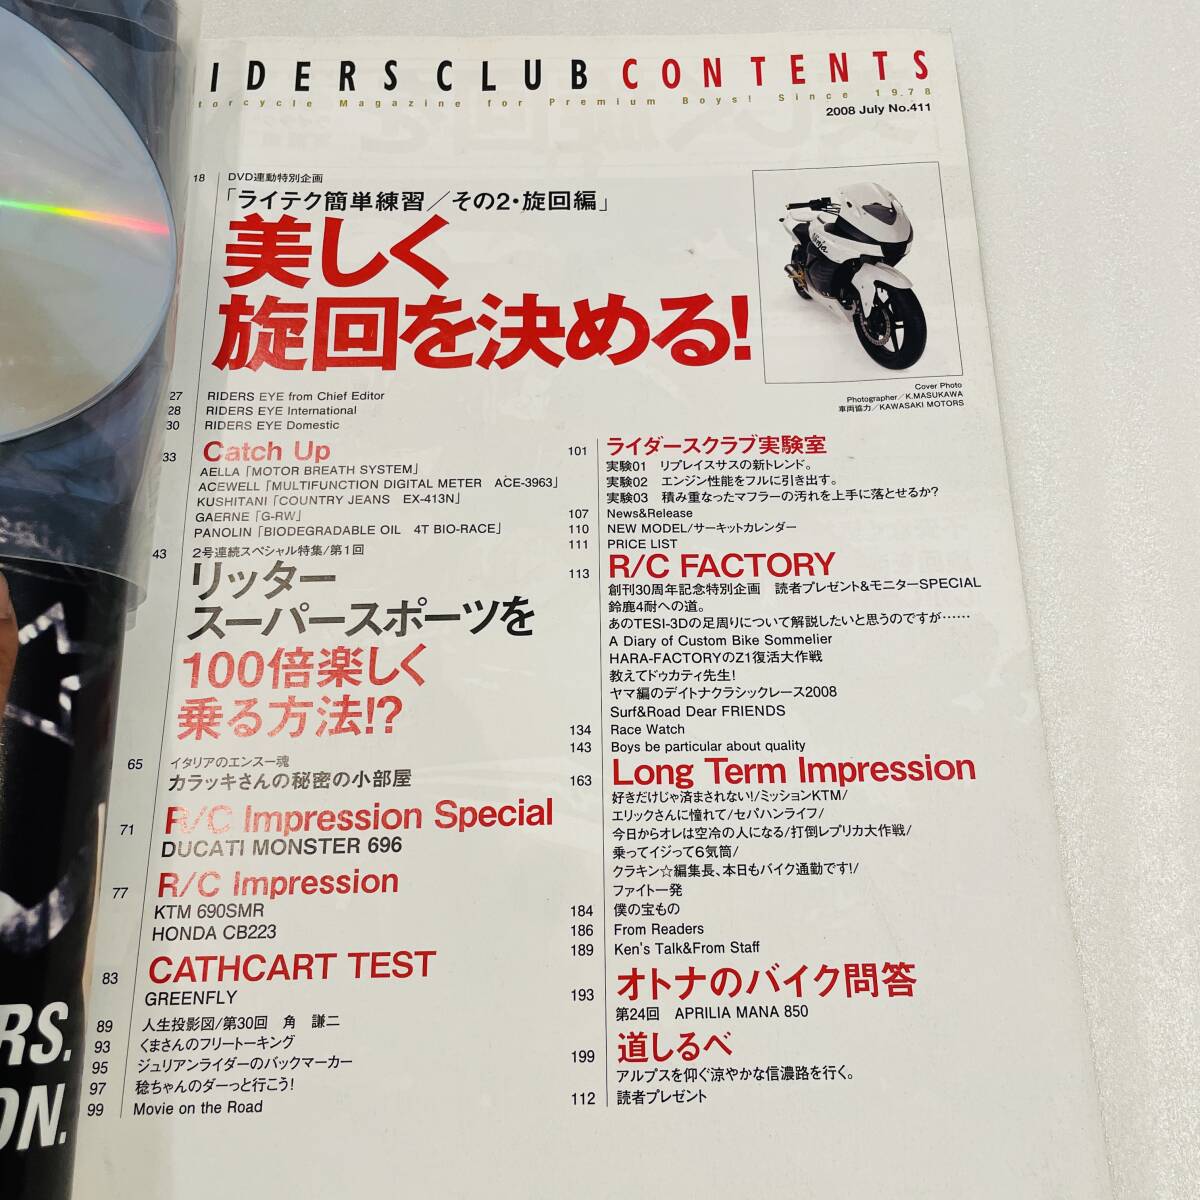 IDERS CLUB CONTENTS
torcycle Magazine for Premium Boys! Since 1978
2008 July No.411
18 DVD連動特別企画
「ライテク簡単練習/その2・旋回編」
美しく
旋回を決める!
Cover Photo
Photographer/K.MASUKAWA
車両協力/KAWASAKI MOTORS
27 RIDERS EYE from Chief Editor
28 RIDERS EYE International
30 RIDERS EYE Domestic
33 Catch Up
AELLA「MOTOR BREATH SYSTEM」
ACEWELL「MULTIFUNCTION DIGITAL METER ACE-3963」
KUSHITANI「COUNTRY JEANS EX-413N」
GAERNE「G-RW」
PANOLIN「BIODEGRADABLE OIL 4T BIO-RACE」
43 2号連続スペシャル特集/第1回
リッター
スーパースポーツを
100倍楽しく
乗る方法!?
65 イタリアのエンスー魂
カラッキさんの秘密の小部屋
71 R/C Impression Special
DUCATI MONSTER 696
77 R/C Impression
KTM 690SMR
HONDA CB223
83 CATHCART TEST
GREENFLY
89 人生投影図/第30回 角 謙二
93 くまさんのフリートーキング
95 ジュリアンライダーのバックマーカー
97 稔ちゃんのダーっと行こう!
99 Movie on the Road
101 ライダースクラブ実験室
実験01 リプレイスサスの新トレンド。
実験02 エンジン性能をフルに引き出す。
実験03 積み重なったマフラーの汚れを上手に落とせるか?
107 News&Release
110 NEW MODEL/サーキットカレンダー
111 PRICE LIST
113 R/C FACTORY
創刊30周年記念特別企画 読者プレゼント&モニターSPECIAL
鈴鹿4耐への道。
あのTESI-3Dの足周りについて解説したいと思うのですが……
A Diary of Custom Bike Sommelier
HARA-FACTORYのZ1復活大作戦
教えてドゥカティ先生!
ヤマ編のデイトナクラシックレース2008
Surf&Road Dear FRIENDS
134 Race Watch
143 Boys be particular about quality
163 Long Term Impression
好きだけじゃ済まされない!/ミッションKTM/
エリックさんに憧れて/セパハンライフ/
今日からオレは空冷の人になる/打倒レプリカ大作戦/
乗ってイジって6気筒/
クラキン☆編集長、本日もバイク通勤です!/
ファイト一発
184 僕の宝もの
186 From Readers
189 Ken's Talk&From Staff
193 オトナのバイク問答
第24回 APRILIA MANA 850
199 道しるべ
アルプスを仰ぐ涼やかな信濃路を行く。
112 読者プレゼント
Ninja
RS.
ON.